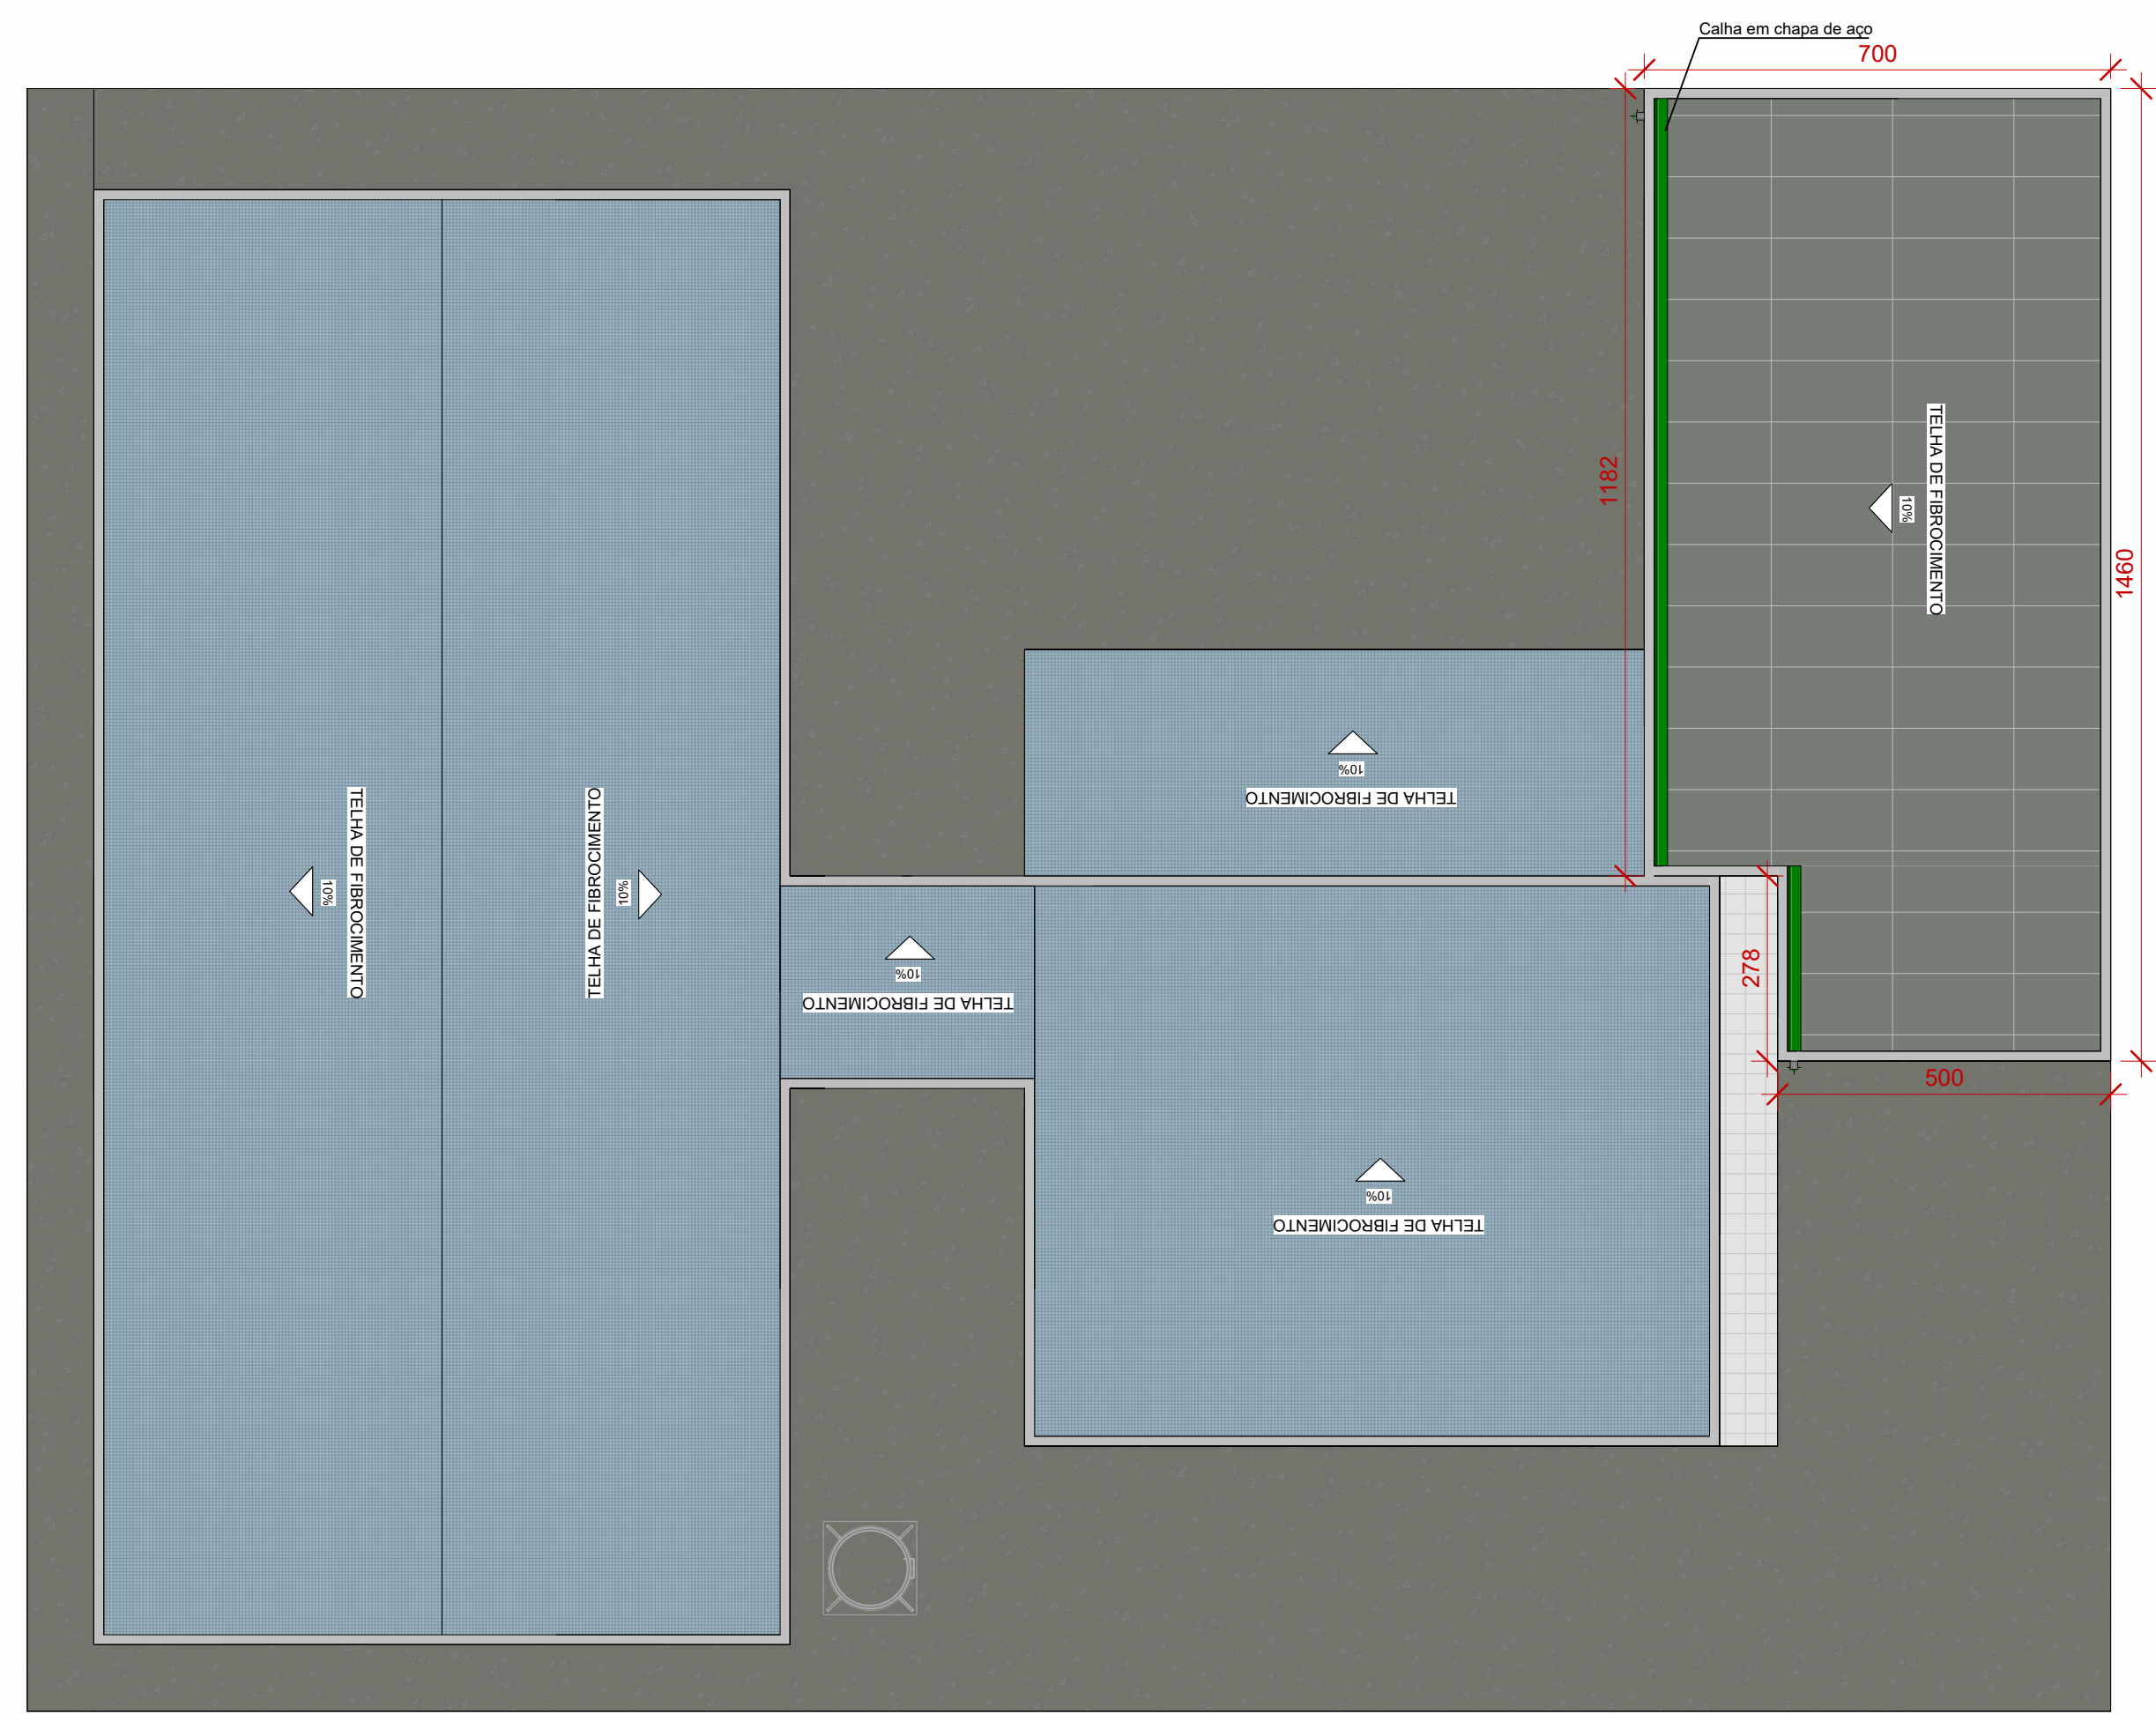 Calha em chapa de aço
700
1182
TELHA DE FIBROCIMENTO
10%
1460
10%
TELHA DE FIBROCIMENTO
TELHA DE FIBROCIMENTO
10%
TELHA DE FIBROCIMENTO
10%
10%
TELHA DE FIBROCIMENTO
278
500
10%
TELHA DE FIBROCIMENTO